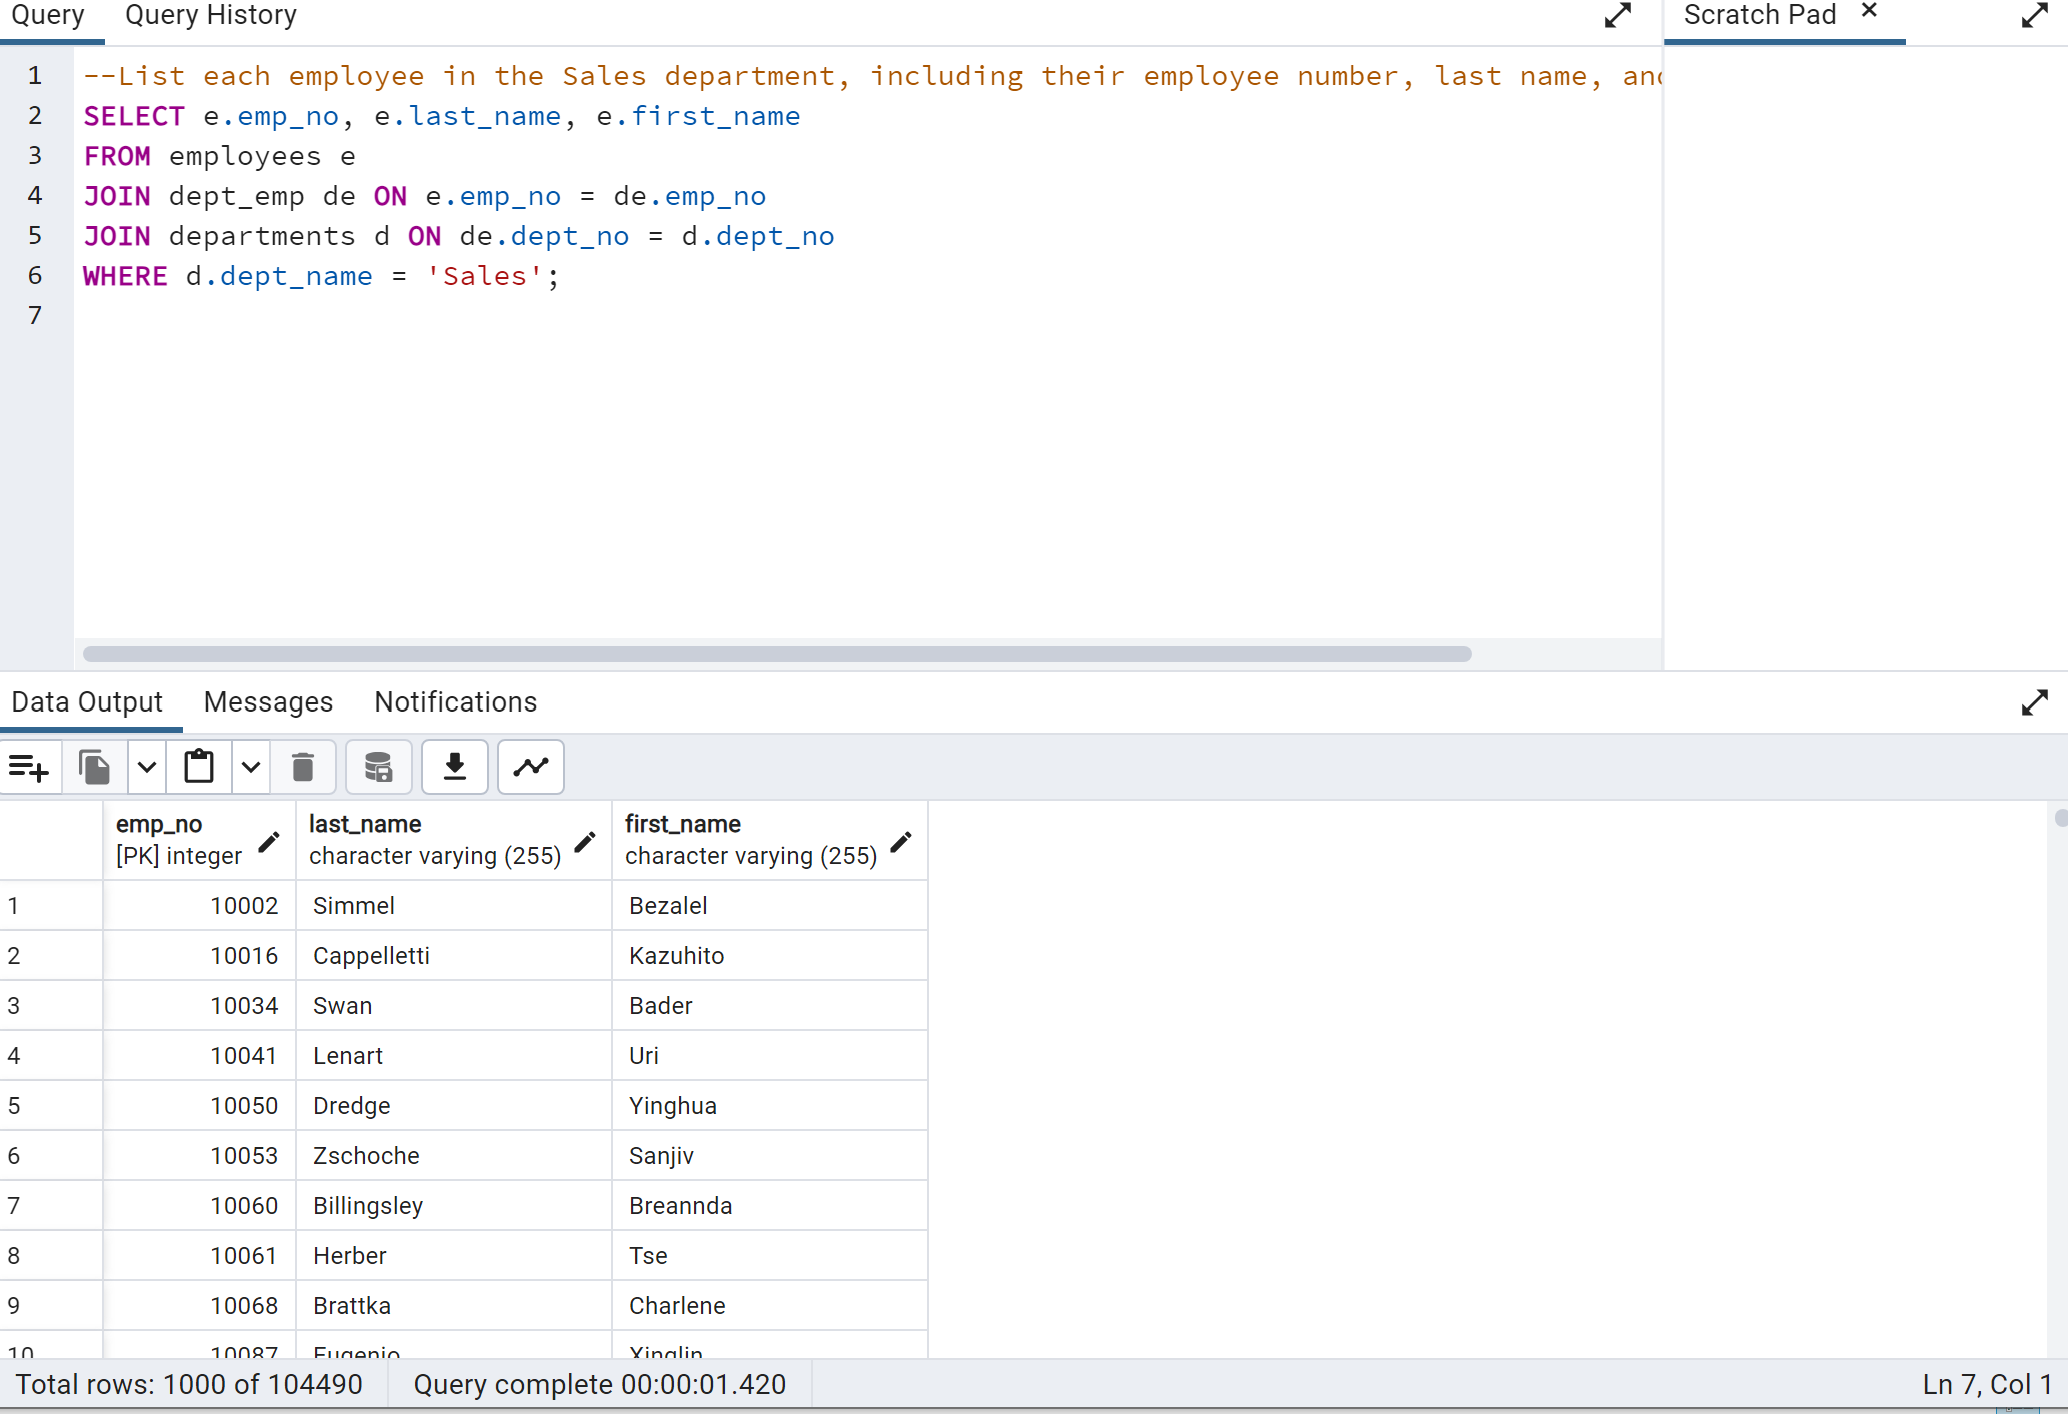 Query Query History Scratch Pad ×
1 --List each employee in the Sales department, including their employee number, last name, and
2 SELECT e.emp_no, e.last_name, e.first_name
3 FROM employees e
4 JOIN dept_emp de ON e.emp_no = de.emp_no
5 JOIN departments d ON de.dept_no = d.dept_no
6 WHERE d.dept_name = 'Sales';
7
Data Output Messages Notifications
emp_no last_name first_name
[PK] integer character varying (255) character varying (255)
1 10002 Simmel Bezalel
2 10016 Cappelletti Kazuhito
3 10034 Swan Bader
4 10041 Lenart Uri
5 10050 Dredge Yinghua
6 10053 Zschoche Sanjiv
7 10060 Billingsley Breannda
8 10061 Herber Tse
9 10068 Brattka Charlene
10 10087 Eugenio Xinglin
Total rows: 1000 of 104490 Query complete 00:00:01.420 Ln 7, Col 1